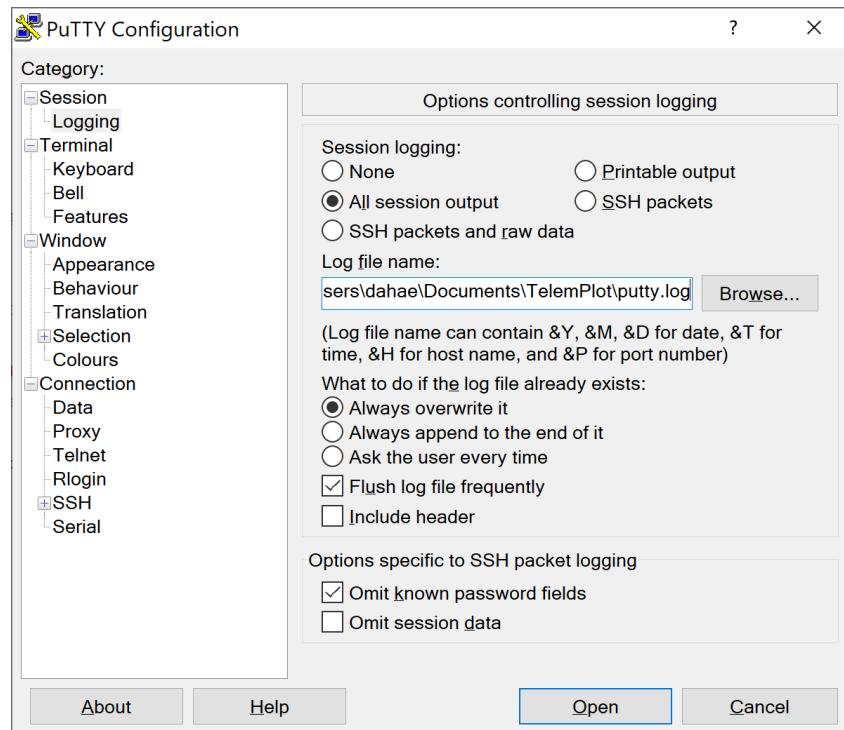 PuTTY Configuration
?
Category:
Session
Logging
Terminal
Keyboard
Bell
Features
Window
Appearance
Behaviour
Translation
Selection
Colours
Connection
Data
Proxy
Telnet
Rlogin
SSH
Serial
Options controlling session logging
Session logging:
None
Printable output
All session output
SSH packets
SSH packets and raw data
Log file name:
sers\dahae\Documents\TelemPlot\putty.log
Browse...
(Log file name can contain &Y, &M, &D for date, &T for
time, &H for host name, and &P for port number)
What to do if the log file already exists:
Always overwrite it
Always append to the end of it
Ask the user every time
Flush log file frequently
Include header
Options specific to SSH packet logging
Omit known password fields
Omit session data
About
Help
Open
Cancel